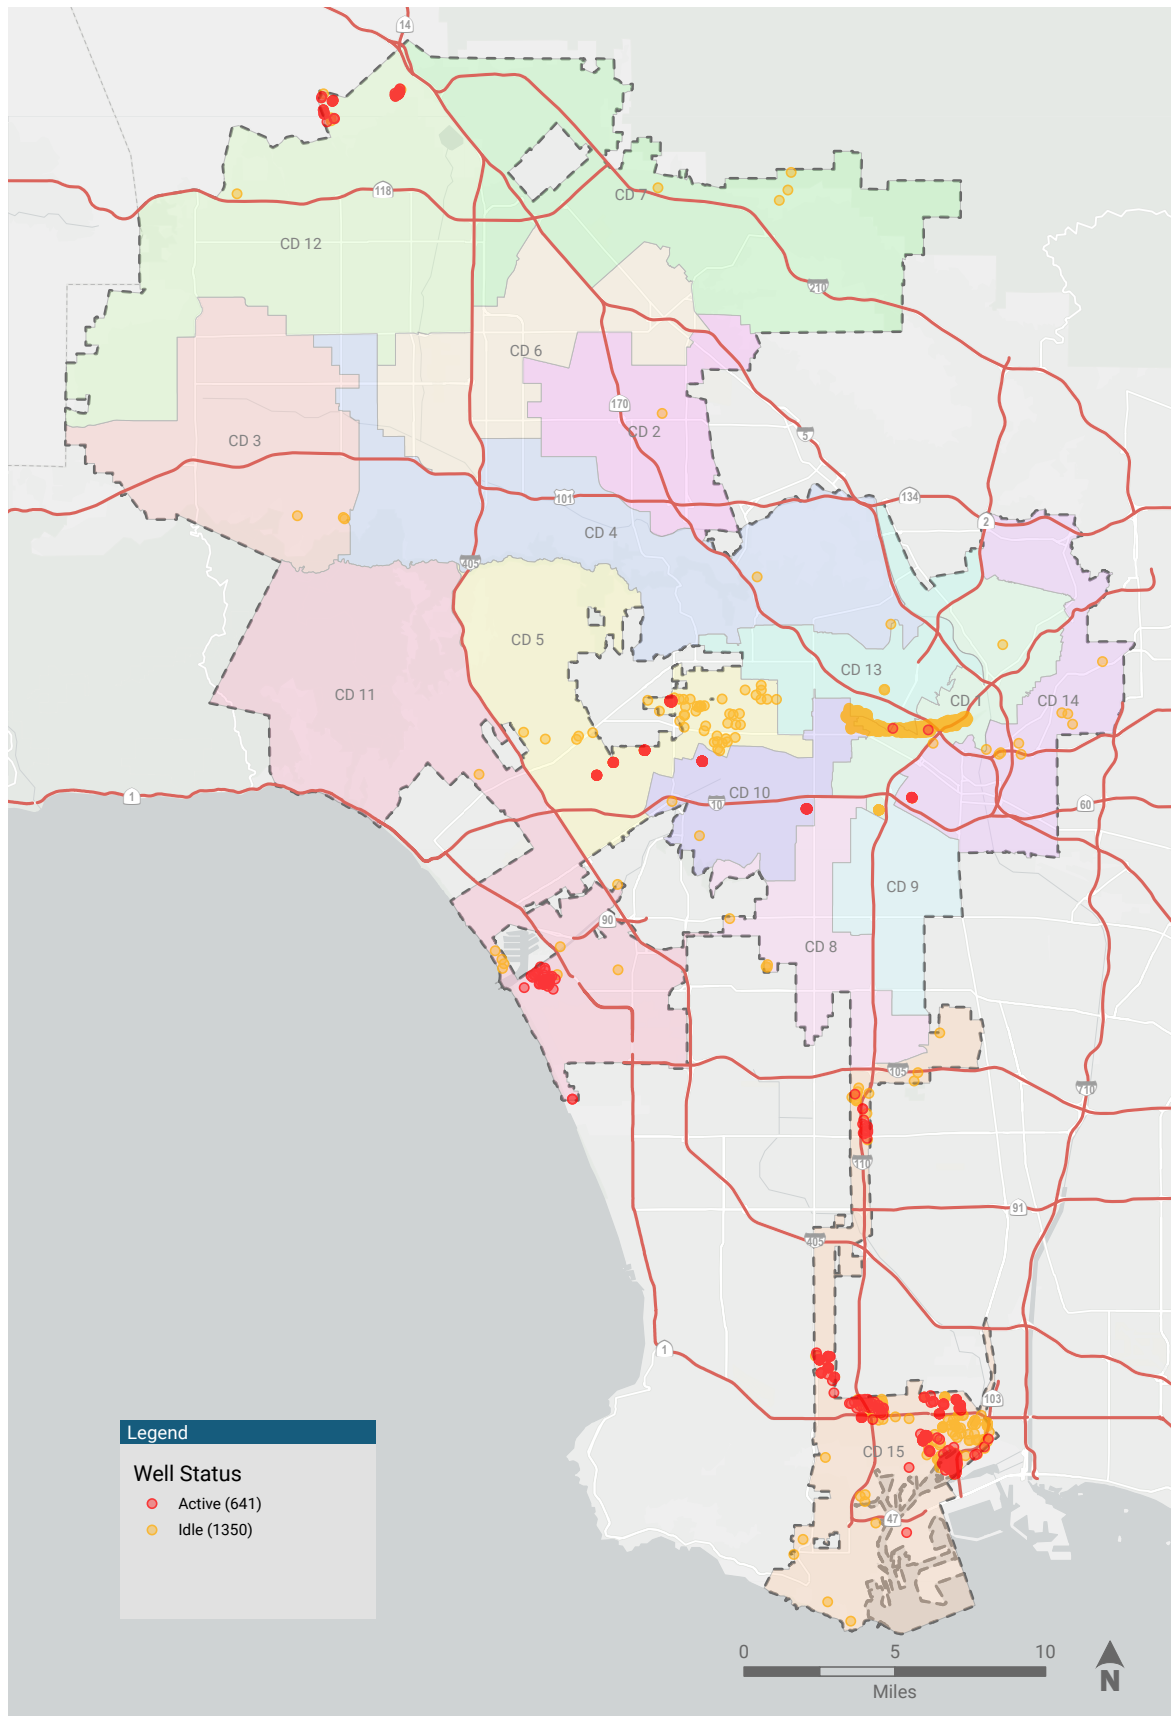 14
118
CD 7
CD 12
210
CD 6
170
CD 2
5
CD 3
101
134
2
CD 4
405
CD 5
CD 13
CD 11
CD 1
CD 14
1
10
CD 10
60
CD 9
90
CD 8
105
710
110
91
405
1
103
CD 15
47
Legend
Well Status
Active (641)
Idle (1350)
0 5 10
Miles
N